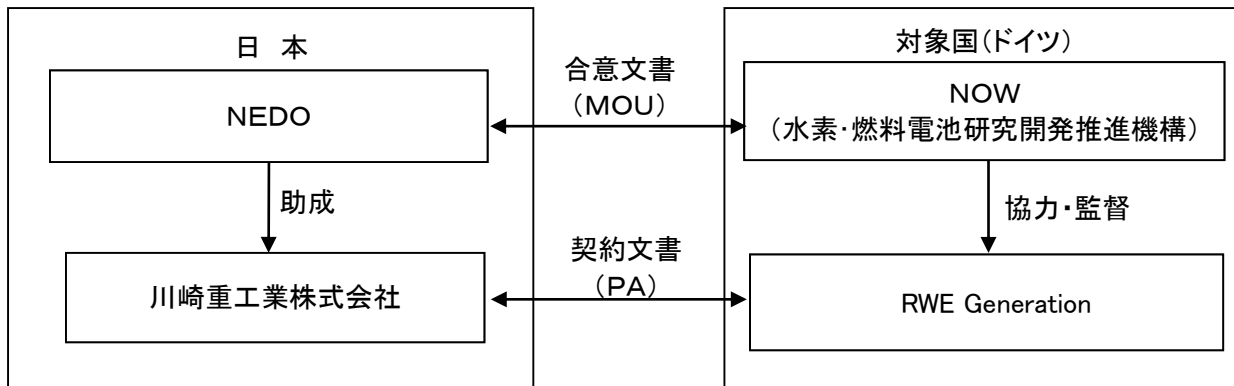 日 本
NEDO
助成
川崎重工業株式会社
合意文書
(MOU)
契約文書
(PA)
対象国(ドイツ)
NOW
(水素・燃料電池研究開発推進機構)
協力・監督
RWE Generation